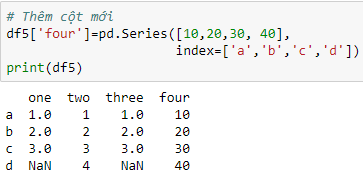 # Thêm cột mới
df5['four']=pd.Series([10,20,30, 40],
index=['a','b','c','d'])
print(df5)
one two three four
a 1.0 1 1.0 10
b 2.0 2 2.0 20
c 3.0 3 3.0 30
d NaN 4 NaN 40